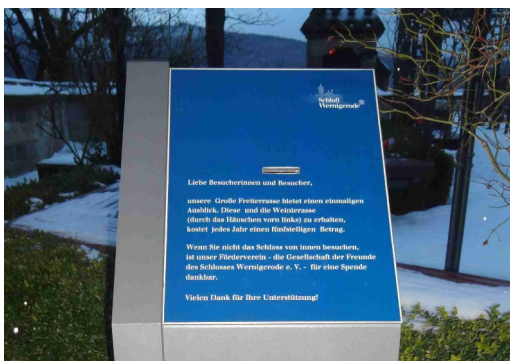 Schloß
Wernigerode®
Liebe Besucherinnen und Besucher,
unsere Große Freiterrasse bietet einen einmaligen
Ausblick. Diese und die Weinterasse
(durch das Häuschen vorn links) zu erhalten,
kostet jedes Jahr einen fünfstelligen Betrag.
Wenn Sie nicht das Schloss von innen besuchen,
ist unser Förderverein - die Gesellschaft der Freunde
des Schlosses Wernigerode e. V. - für eine Spende
dankbar.
Vielen Dank für Ihre Unterstützung!